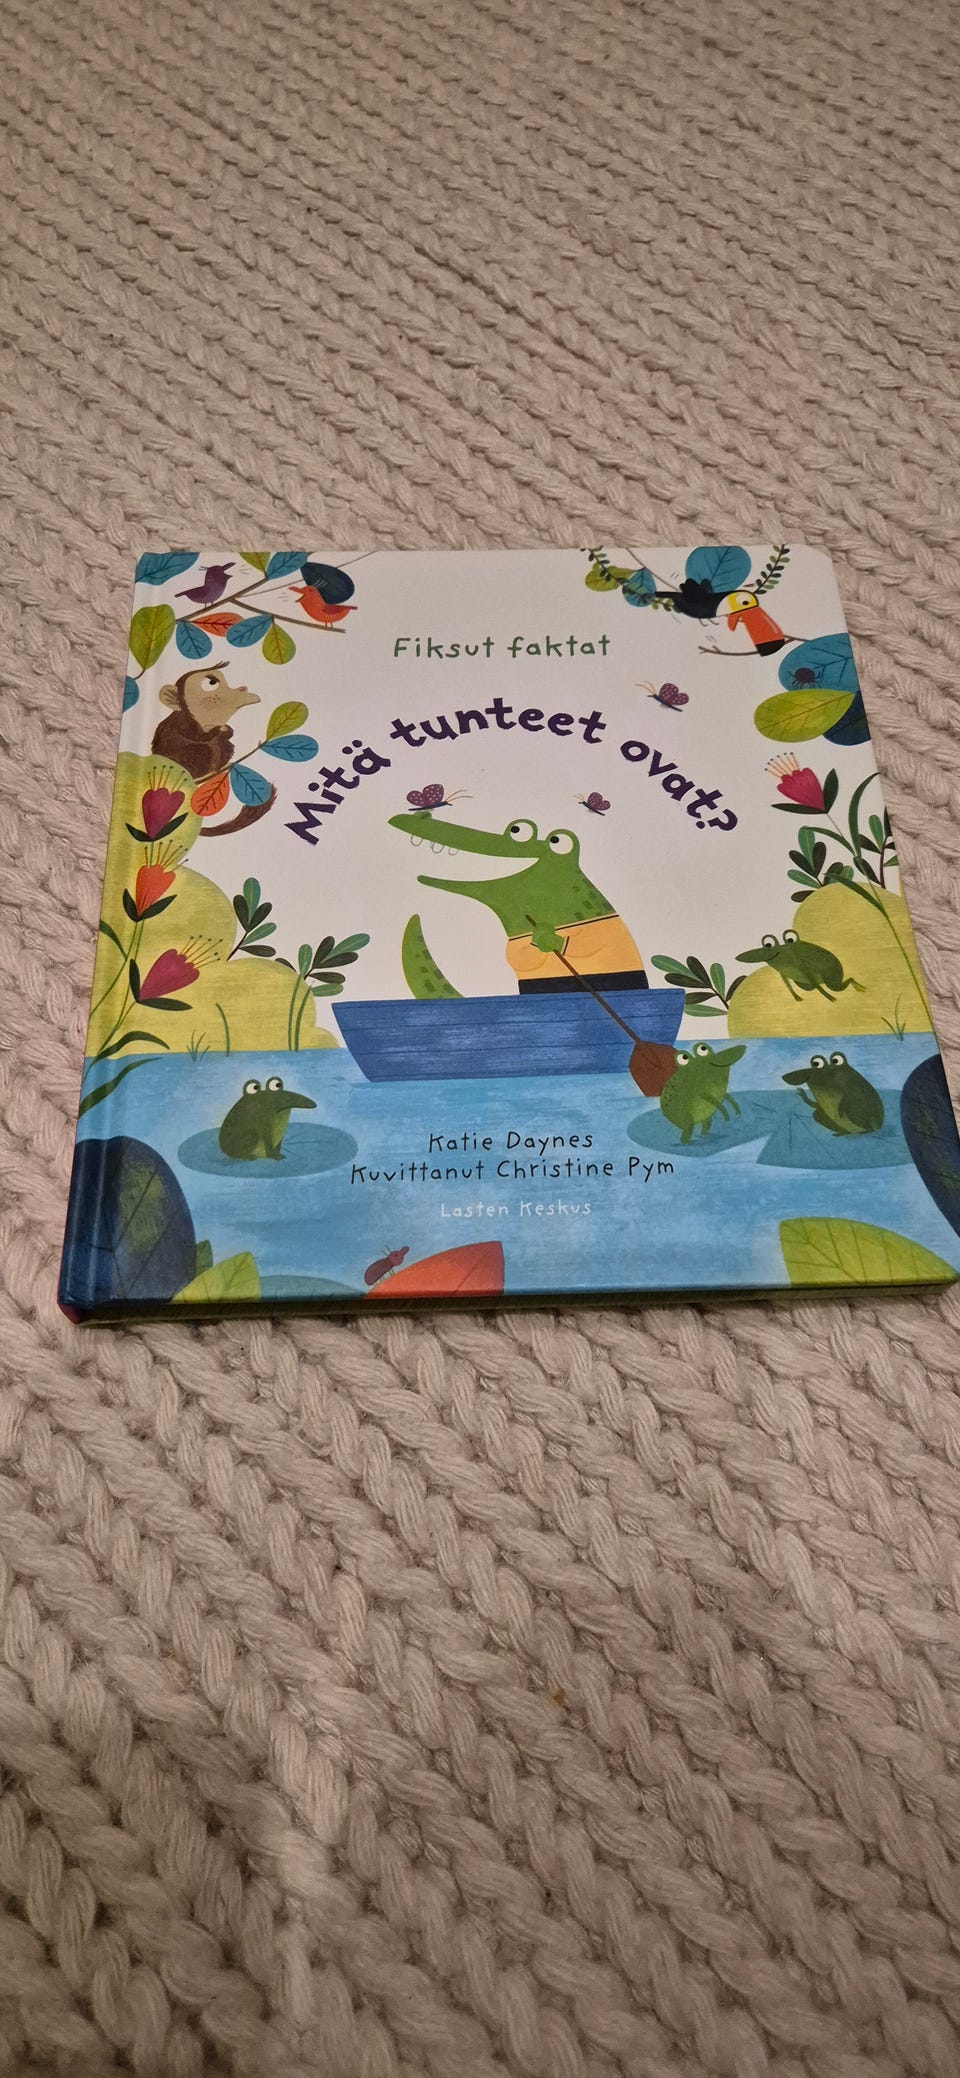 Fiksut faktat
Mitä tunteet ovat?
Katie Daynes
Kuvittanut Christine Pym
Lasten Keskus